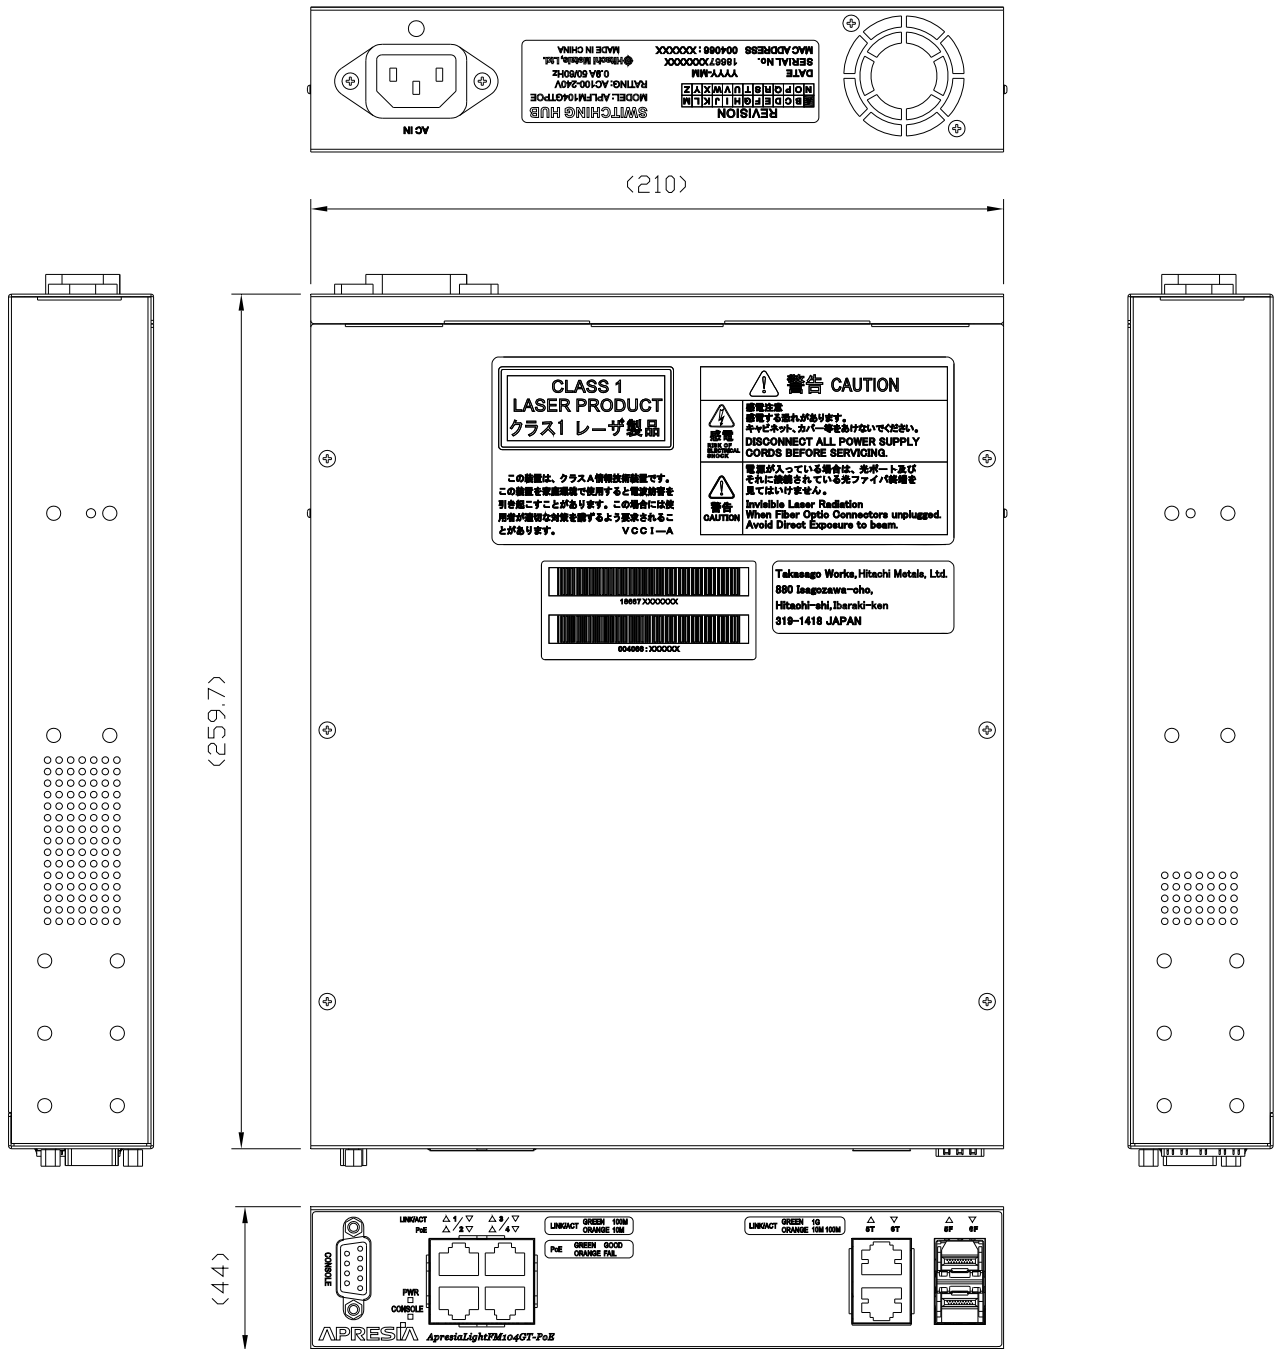 AC IN
SWITCHING HUB
MODEL: APLFM104GTPOE
RATING: AC100-240V
0.9A 50/60Hz
Hitachi Metals, Ltd.
MADE IN CHINA
REVISION
A B C D E F G H I J K L M
N O P Q R S T U V W X Y Z
DATE YYYY-MM
SERIAL No. 18667XXXXXXX
MAC ADDRESS 004066:XXXXXX
(210)
(259.7)
CLASS 1
LASER PRODUCT
クラス1 レーザ製品
この装置は、クラスA情報技術装置です。
この装置を家庭環境で使用すると電波妨害を
引き起こすことがあります。この場合には使
用者が適切な対策を講ずるよう要求されるこ
とがあります。 VCCI-A
警告 CAUTION
感電
RISK OF
ELECTRICAL
SHOCK
感電注意
感電する恐れがあります。
キャビネット、カバー等をあけないでください。
DISCONNECT ALL POWER SUPPLY
CORDS BEFORE SERVICING.
警告
CAUTION
電源が入っている場合は、光ポート及び
それに接続されている光ファイバ終端を
見てはいけません。
Invisible Laser Radiation
When Fiber Optic Connectors unplugged.
Avoid Direct Exposure to beam.
18667XXXXXXX
004066:XXXXXX
Takasago Works, Hitachi Metals, Ltd.
880 Isagozawa-cho,
Hitachi-shi, Ibaraki-ken
319-1418 JAPAN
(44)
CONSOLE
LINK/ACT △ 1 / ▽ △ 3 / ▽
PoE △ / 2 ▽ △ / 4 ▽
PWR
CONSOLE
LINK/ACT GREEN 100M
ORANGE 10M
PoE GREEN GOOD
ORANGE FAIL
LINK/ACT GREEN 1G
ORANGE 10M 100M
△ ▽
5T 6T
△ ▽
5F 6F
APRESIA
ApresiaLightFM104GT-PoE